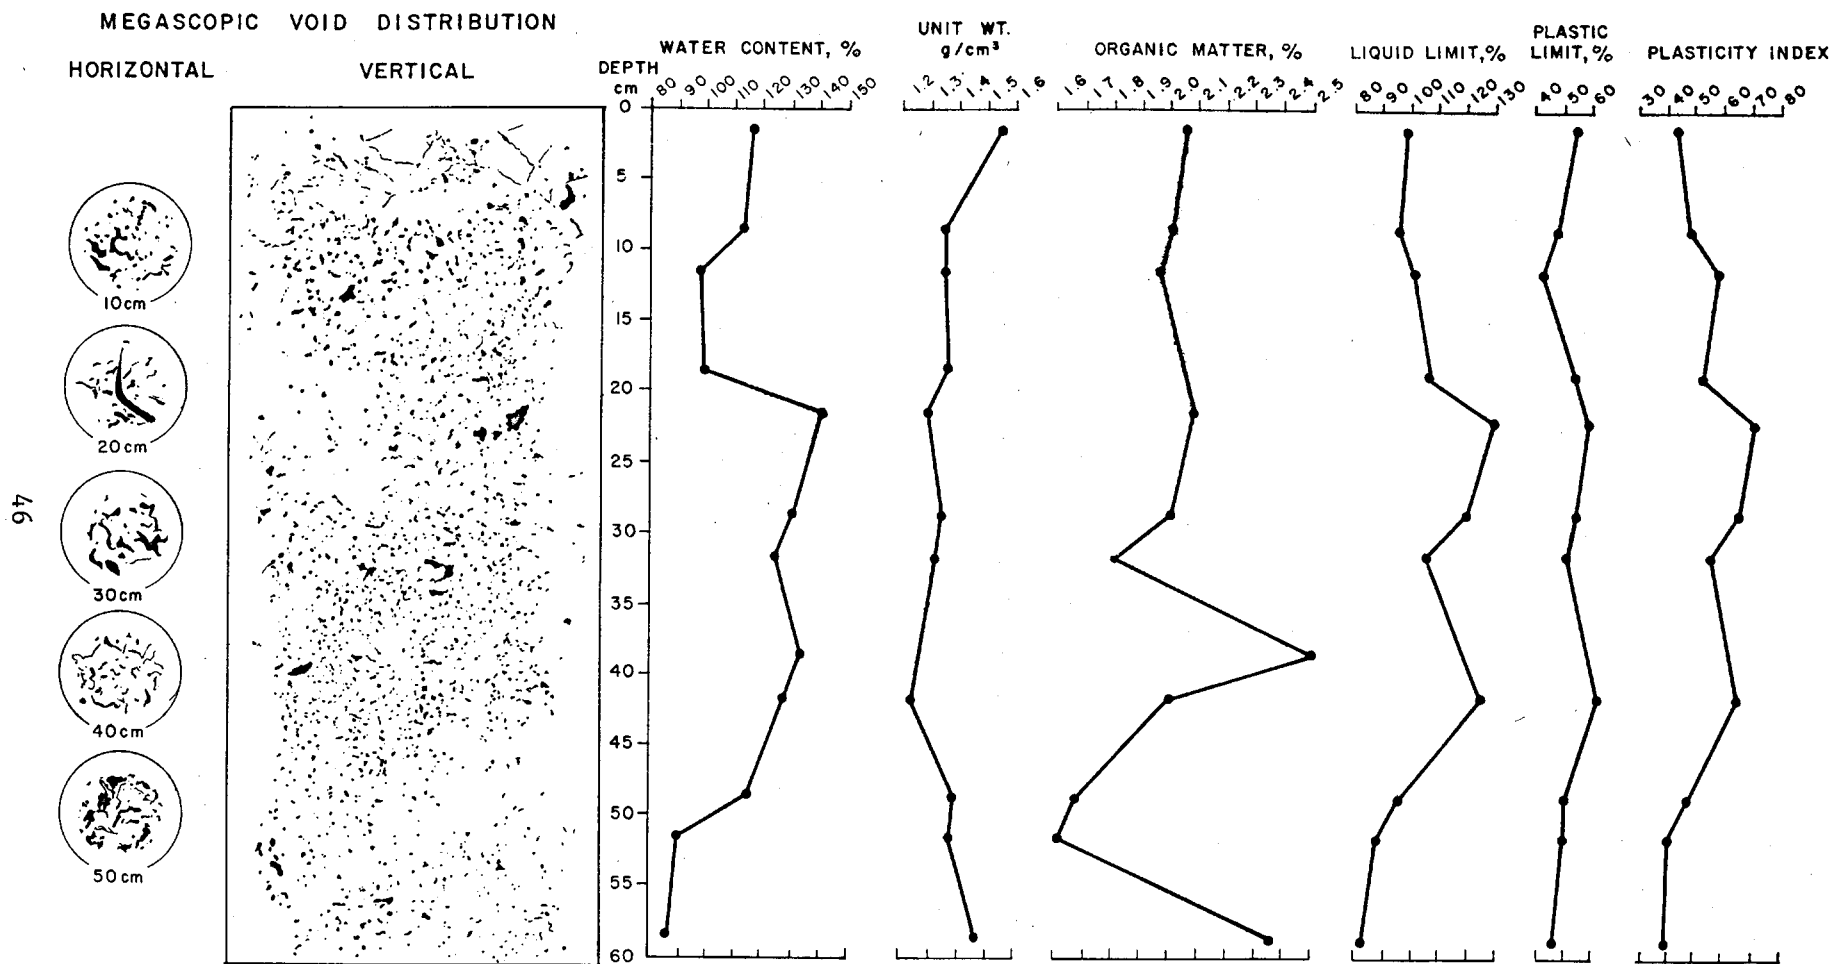 MEGASCOPIC VOID DISTRIBUTION
HORIZONTAL VERTICAL
DEPTH
cm
WATER CONTENT, %
80 90 100 110 120 130 140 150
UNIT WT.
g/cm³
1.2 1.3 1.4 1.5 1.6
ORGANIC MATTER, %
1.6 1.7 1.8 1.9 2.0 2.1 2.2 2.3 2.4 2.5
LIQUID LIMIT,%
80 90 100 110 120 130
PLASTIC
LIMIT,%
40 50 60
PLASTICITY INDEX
30 40 50 60 70 80
0
5
10
15
20
25
30
35
40
45
50
55
60
10cm
20cm
30cm
40cm
50cm
46